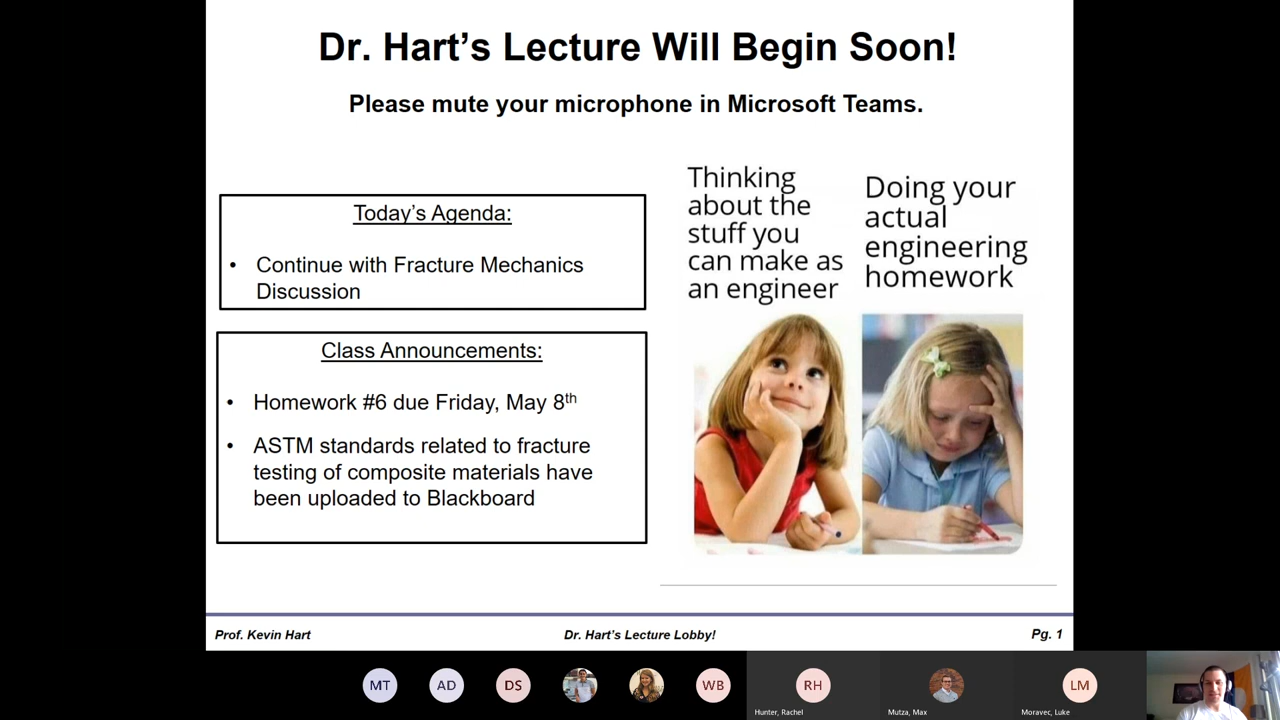 Dr. Hart’s Lecture Will Begin Soon!
Please mute your microphone in Microsoft Teams.
Today’s Agenda:
• Continue with Fracture Mechanics
Discussion
Class Announcements:
• Homework #6 due Friday, May 8th
• ASTM standards related to fracture
testing of composite materials have
been uploaded to Blackboard
Thinking
about the
stuff you
can make as
an engineer
Doing your
actual
engineering
homework
Prof. Kevin Hart
Dr. Hart’s Lecture Lobby!
Pg. 1
MT
AD
DS
WB
RH
LM
Hunter, Rachel
Mutza, Max
Moravec, Luke